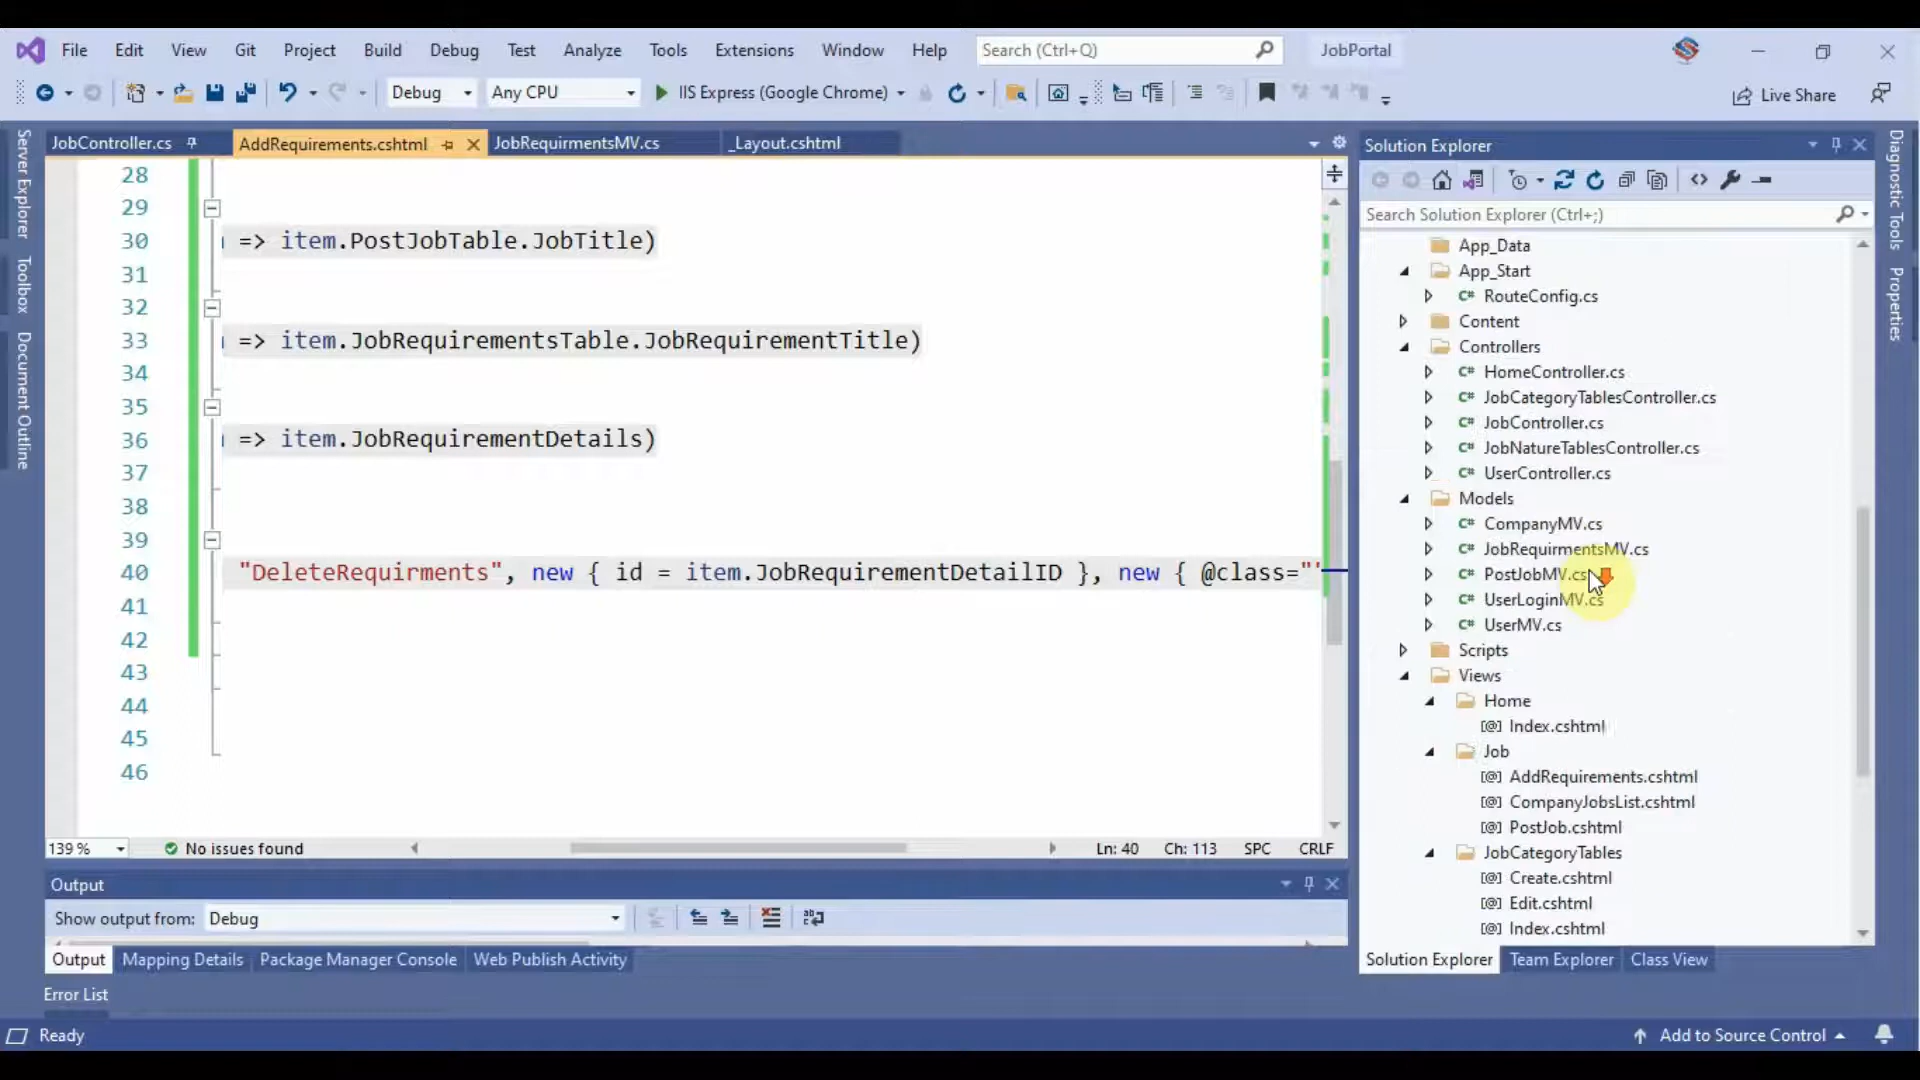 File Edit View Git Project Build Debug Test Analyze Tools Extensions Window Help Search (Ctrl+Q) JobPortal
Debug Any CPU IIS Express (Google Chrome) Live Share
JobController.cs AddRequirements.cshtml JobRequirmentsMV.cs _Layout.cshtml
Server Explorer
Toolbox
Document Outline
28
29
30 => item.PostJobTable.JobTitle)
31
32
33 => item.JobRequirementsTable.JobRequirementTitle)
34
35
36 => item.JobRequirementDetails)
37
38
39
40 "DeleteRequirments", new { id = item.JobRequirementDetailID }, new { @class="
41
42
43
44
45
46
139 % No issues found Ln: 40 Ch: 113 SPC CRLF
Output
Show output from: Debug
Output Mapping Details Package Manager Console Web Publish Activity
Error List
Solution Explorer
Search Solution Explorer (Ctrl+;)
App_Data
App_Start
C# RouteConfig.cs
Content
Controllers
C# HomeController.cs
C# JobCategoryTablesController.cs
C# JobController.cs
C# JobNatureTablesController.cs
C# UserController.cs
Models
C# CompanyMV.cs
C# JobRequirmentsMV.cs
C# PostJobMV.cs
C# UserLoginMV.cs
C# UserMV.cs
Scripts
Views
Home
[@] Index.cshtml
Job
[@] AddRequirements.cshtml
[@] CompanyJobsList.cshtml
[@] PostJob.cshtml
JobCategoryTables
[@] Create.cshtml
[@] Edit.cshtml
[@] Index.cshtml
Solution Explorer Team Explorer Class View
Diagnostic Tools
Properties
Ready Add to Source Control